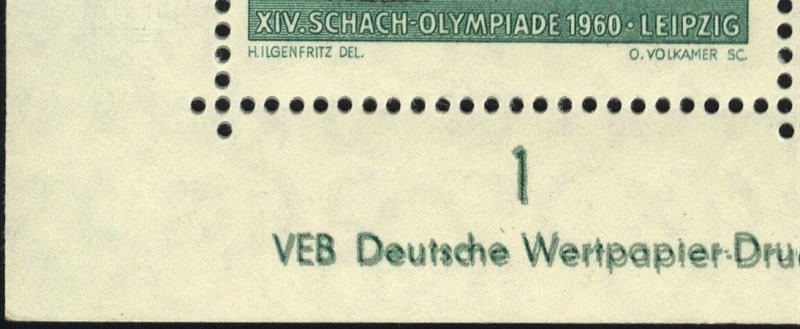 XIV. SCHACH-OLYMPIADE 1960 · LEIPZIG
H.ILGENFRITZ DEL. O. VOLKAMER SC.
1
VEB Deutsche Wertpapier-Dru